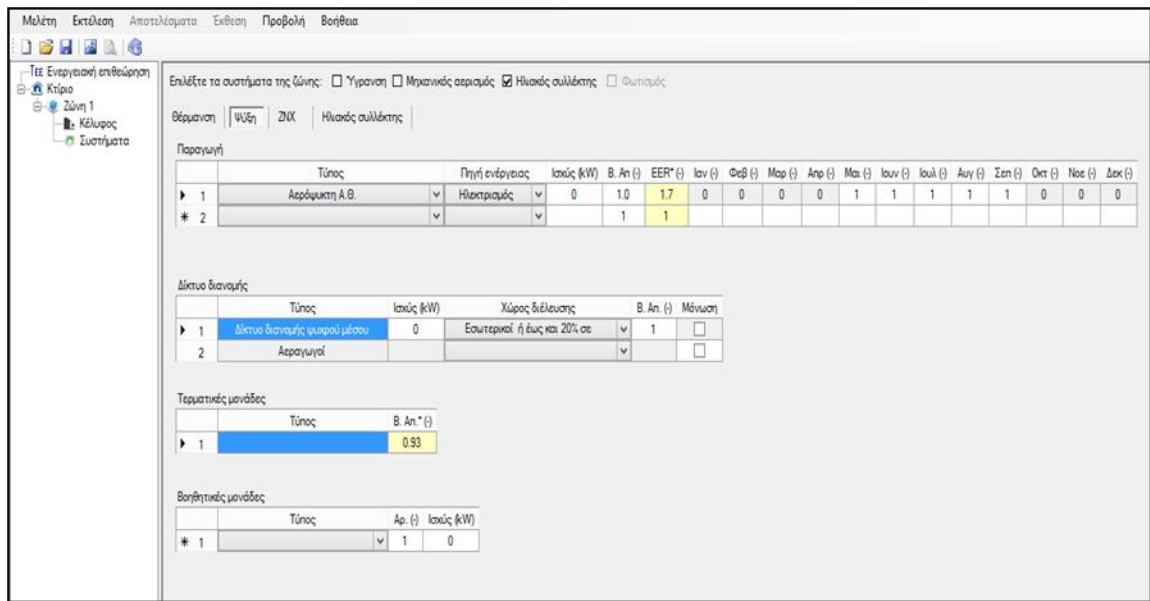 Μελέτη Εκτέλεση Αποτελέσματα Έκθεση Προβολή Βοήθεια
ΤΕΕ Ενεργειακή επιθεώρηση
Κτίριο
Ζώνη 1
Κέλυφος
Συστήματα
Επιλέξτε τα συστήματα της ζώνης: Ύγρανση Μηχανικός αερισμός Ηλιακός συλλέκτης Φωτισμός
Θέρμανση Ψύξη ΖΝΧ Ηλιακός συλλέκτης
Παραγωγή
Τύπος Πηγή ενέργειας Ισχύς (kW) Β. Απ (-) EER* (-) Ιαν (-) Φεβ (-) Μαρ (-) Απρ (-) Μαι (-) Ιουν (-) Ιουλ (-) Αυγ (-) Σεπ (-) Οκτ (-) Νοε (-) Δεκ (-)
1 Αερόψυκτη Α.Θ. Ηλεκτρισμός 0 1.0 1.7 0 0 0 0 1 1 1 1 1 0 0 0
* 2 1 1
Δίκτυο διανομής
Τύπος Ισχύς (kW) Χώρος διέλευσης Β. Απ. (-) Μόνωση
1 Δίκτυο διανομής ψυχρού μέσου 0 Εσωτερικοί ή έως και 20% σε 1
2 Αεραγωγοί
Τερματικές μονάδες
Τύπος Β. Απ.* (-)
1 0.93
Βοηθητικές μονάδες
Τύπος Αρ. (-) Ισχύς (kW)
* 1 1 0